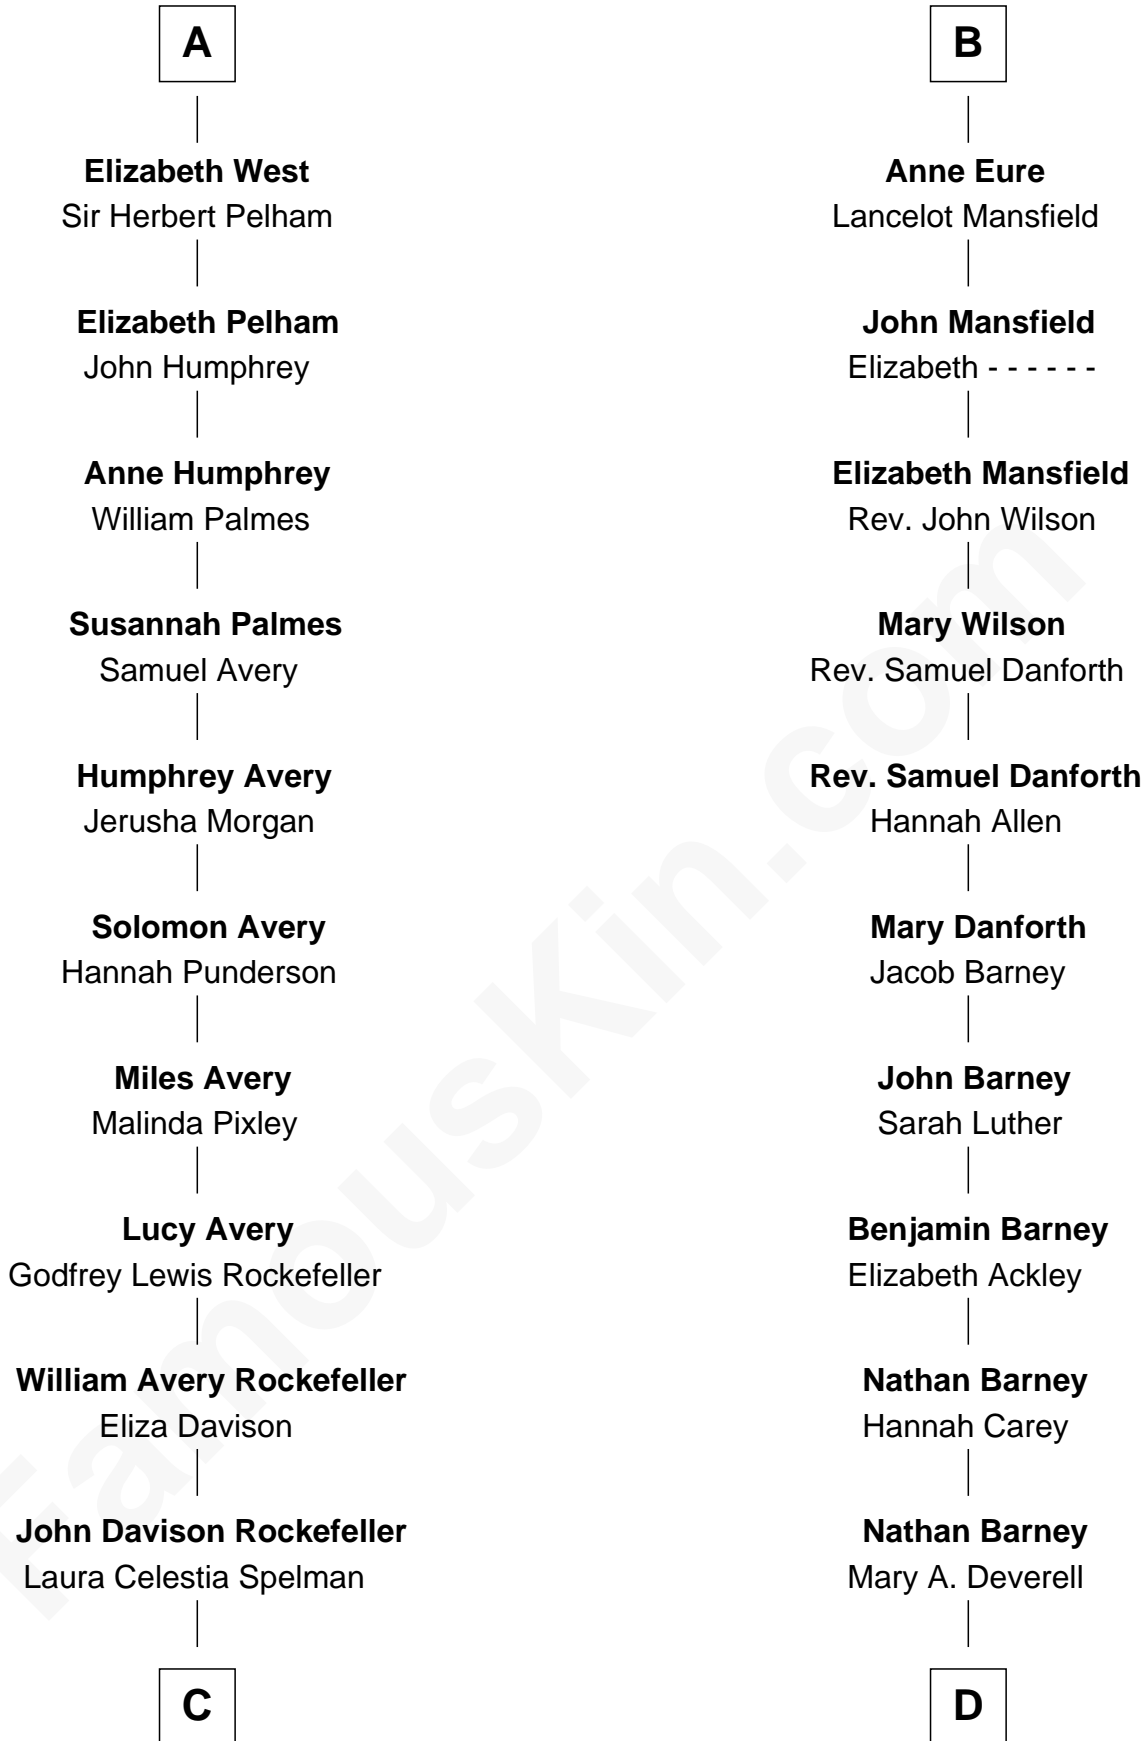 A
Elizabeth West
Sir Herbert Pelham
Elizabeth Pelham
John Humphrey
Anne Humphrey
William Palmes
Susannah Palmes
Samuel Avery
Humphrey Avery
Jerusha Morgan
Solomon Avery
Hannah Punderson
Miles Avery
Malinda Pixley
Lucy Avery
Godfrey Lewis Rockefeller
William Avery Rockefeller
Eliza Davison
John Davison Rockefeller
Laura Celestia Spelman
C
B
Anne Eure
Lancelot Mansfield
John Mansfield
Elizabeth - - - - - -
Elizabeth Mansfield
Rev. John Wilson
Mary Wilson
Rev. Samuel Danforth
Rev. Samuel Danforth
Hannah Allen
Mary Danforth
Jacob Barney
John Barney
Sarah Luther
Benjamin Barney
Elizabeth Ackley
Nathan Barney
Hannah Carey
Nathan Barney
Mary A. Deverell
D
FamousKin.com